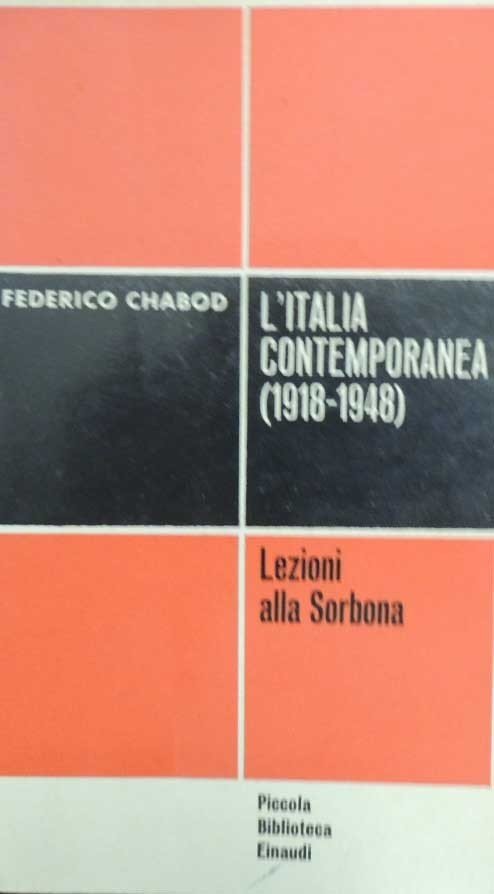 FEDERICO CHABOD
L'ITALIA
CONTEMPORANEA
(1918-1948)
Lezioni
alla Sorbona
Piccola
Biblioteca
Einaudi